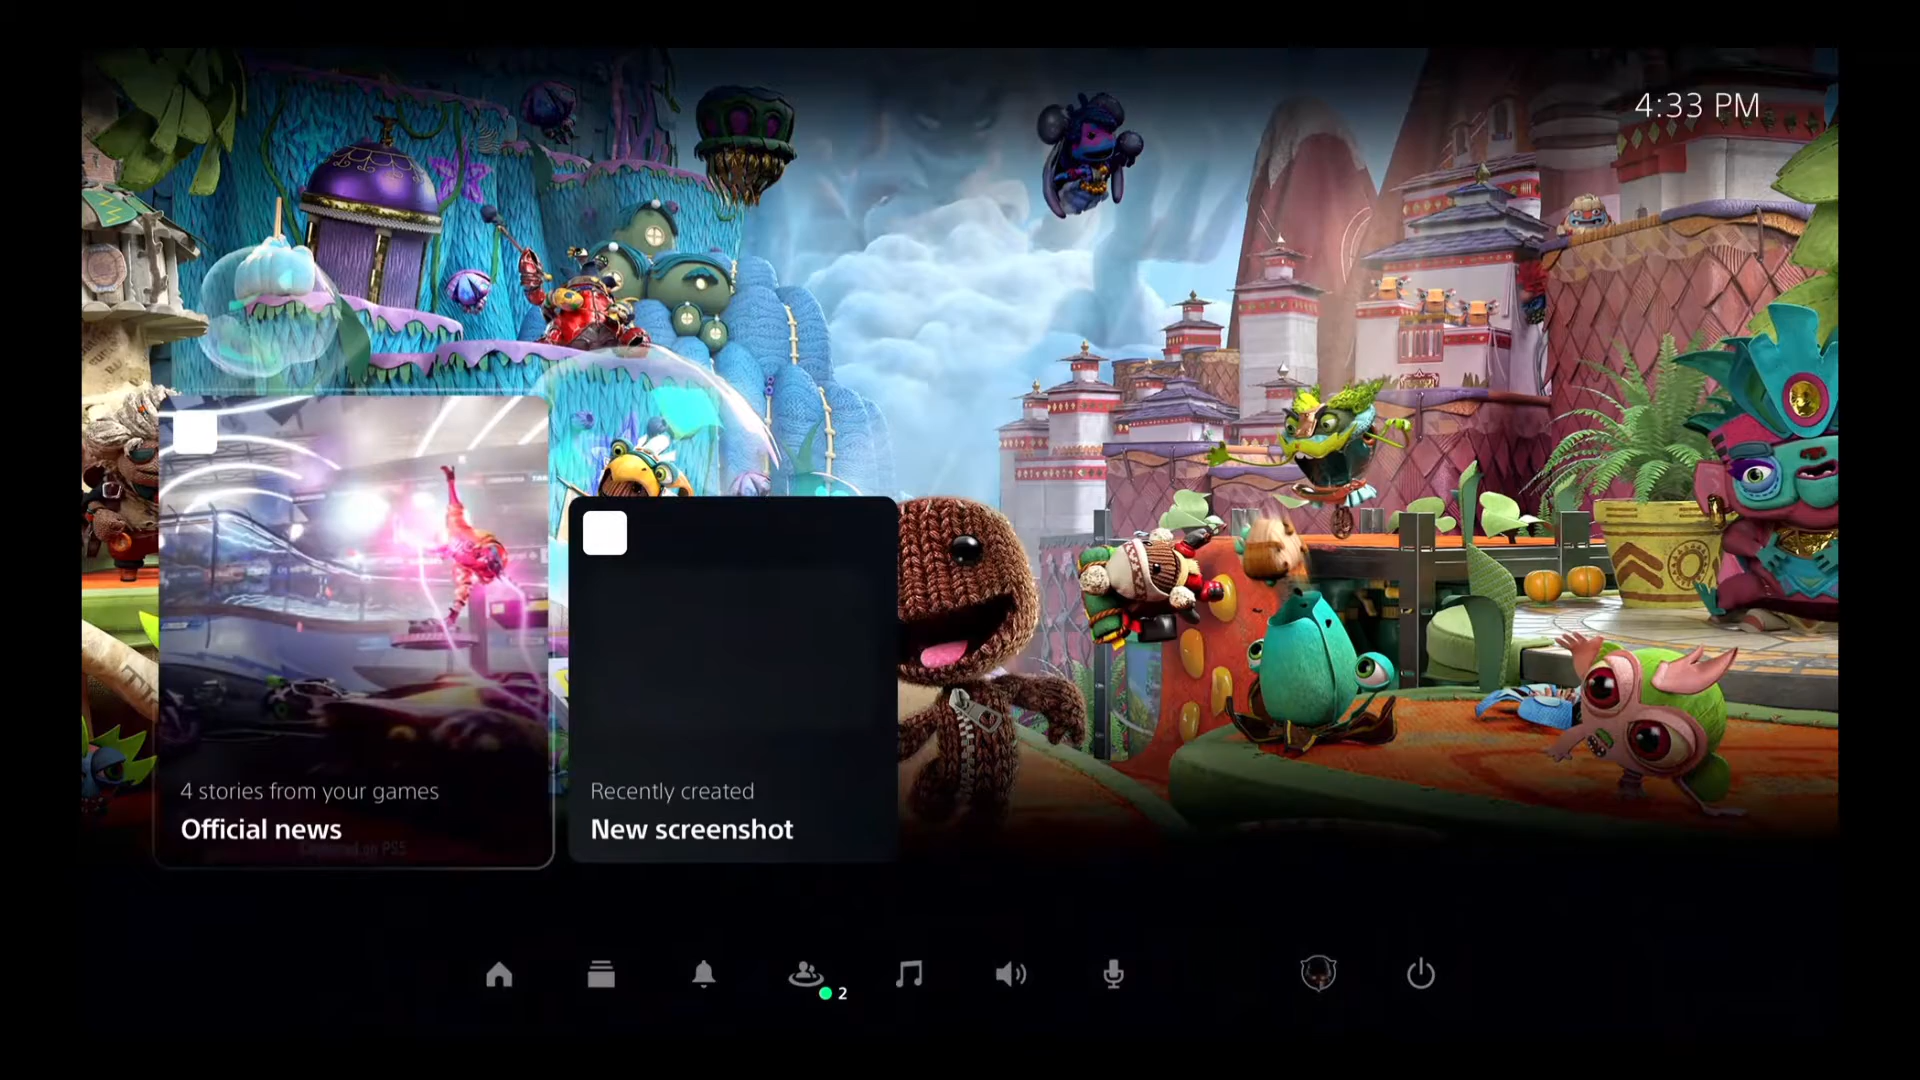 4:33 PM
4 stories from your games
Official news
Recently created
New screenshot
2